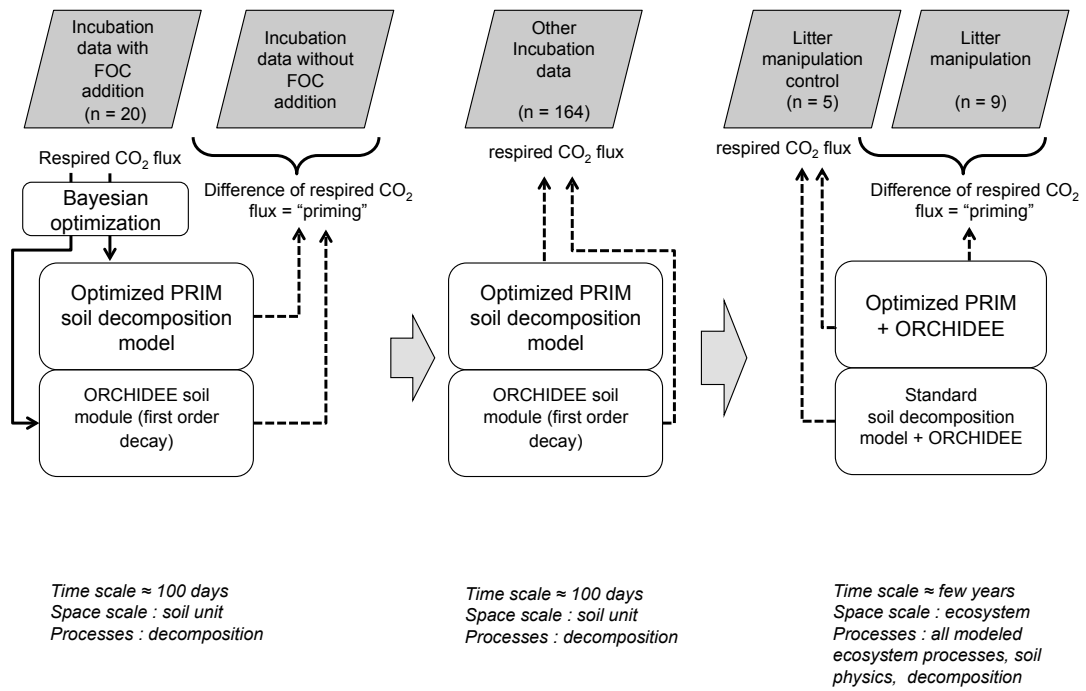 Incubation
data with
FOC
addition
(n = 20)
Incubation
data without
FOC
addition
Respired CO₂ flux
Bayesian
optimization
Difference of respired CO₂
flux = “priming”
Optimized PRIM
soil decomposition
model
ORCHIDEE soil
module (first order
decay)
Time scale ≈ 100 days
Space scale : soil unit
Processes : decomposition
Other
Incubation
data
(n = 164)
respired CO₂ flux
Optimized PRIM
soil decomposition
model
ORCHIDEE soil
module (first order
decay)
Time scale ≈ 100 days
Space scale : soil unit
Processes : decomposition
Litter
manipulation
control
(n = 5)
Litter
manipulation
(n = 9)
respired CO₂ flux
Difference of respired CO₂
flux = “priming”
Optimized PRIM
+ ORCHIDEE
Standard
soil decomposition
model + ORCHIDEE
Time scale ≈ few years
Space scale : ecosystem
Processes : all modeled
ecosystem processes, soil
physics, decomposition